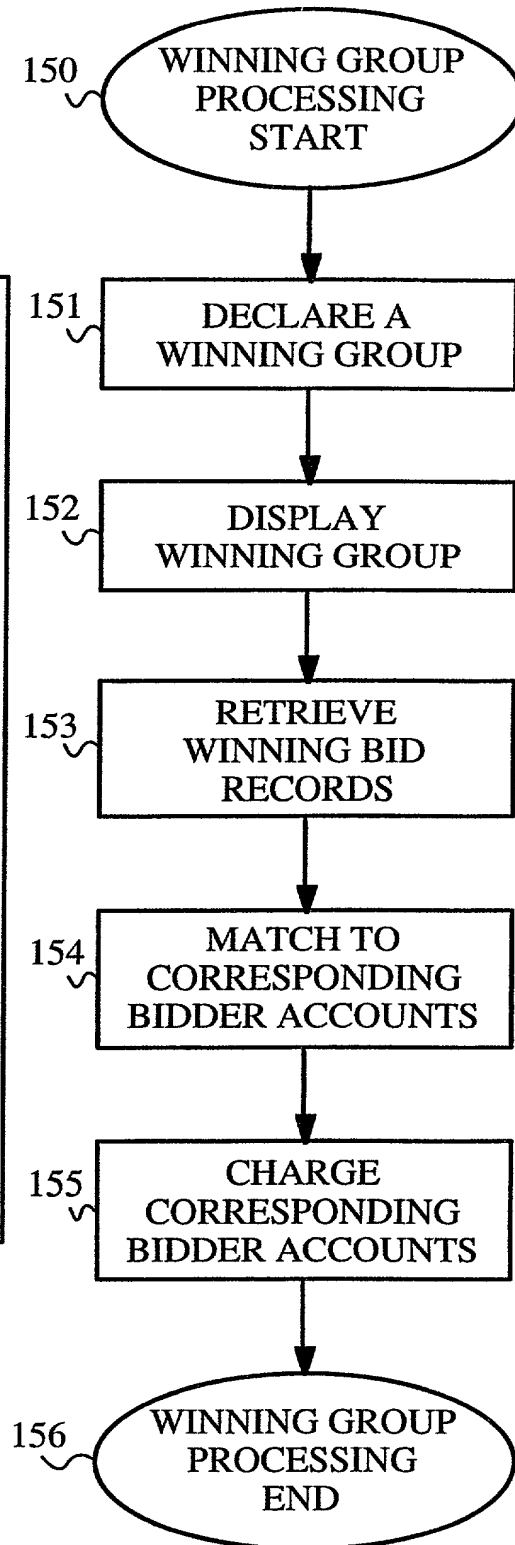 150
WINNING GROUP
PROCESSING
START
151
DECLARE A
WINNING GROUP
152
DISPLAY
WINNING GROUP
153
RETRIEVE
WINNING BID
RECORDS
154
MATCH TO
CORRESPONDING
BIDDER ACCOUNTS
155
CHARGE
CORRESPONDING
BIDDER ACCOUNTS
156
WINNING GROUP
PROCESSING
END